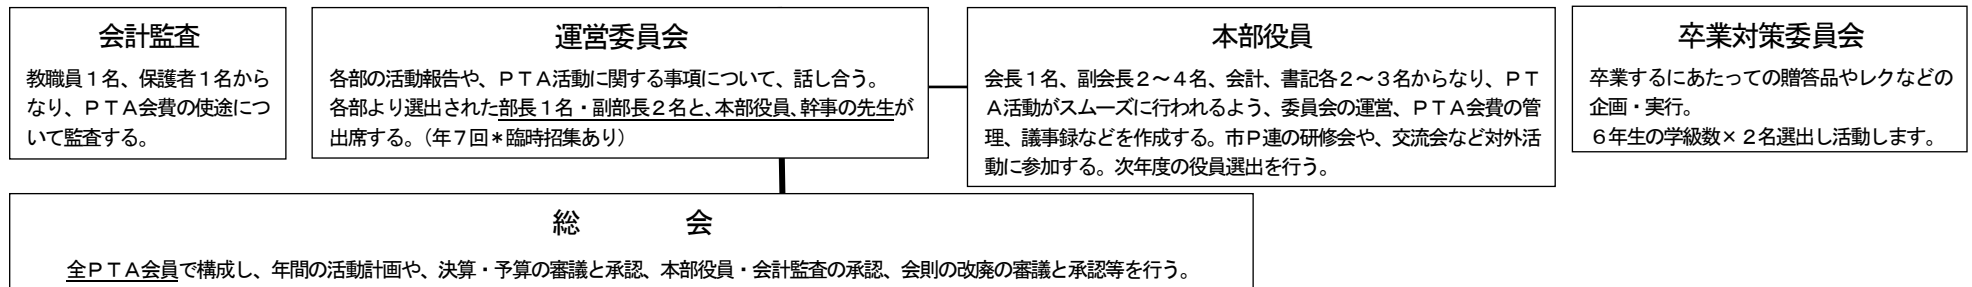 会計監査
教職員１名、保護者１名から
なり、ＰＴＡ会費の使途につ
いて監査する。
運営委員会
各部の活動報告や、ＰＴＡ活動に関する事項について、話し合う。
各部より選出された部長１名・副部長２名と、本部役員、幹事の先生が
出席する。（年７回＊臨時招集あり）
本部役員
会長１名、副会長２～４名、会計、書記各２～３名からなり、ＰＴ
Ａ活動がスムーズに行われるよう、委員会の運営、ＰＴＡ会費の管
理、議事録などを作成する。市Ｐ連の研修会や、交流会など対外活
動に参加する。次年度の役員選出を行う。
卒業対策委員会
卒業するにあたっての贈答品やレクなどの
企画・実行。
６年生の学級数×２名選出し活動します。
総　　　会
全ＰＴＡ会員で構成し、年間の活動計画や、決算・予算の審議と承認、本部役員・会計監査の承認、会則の改廃の審議と承認等を行う。